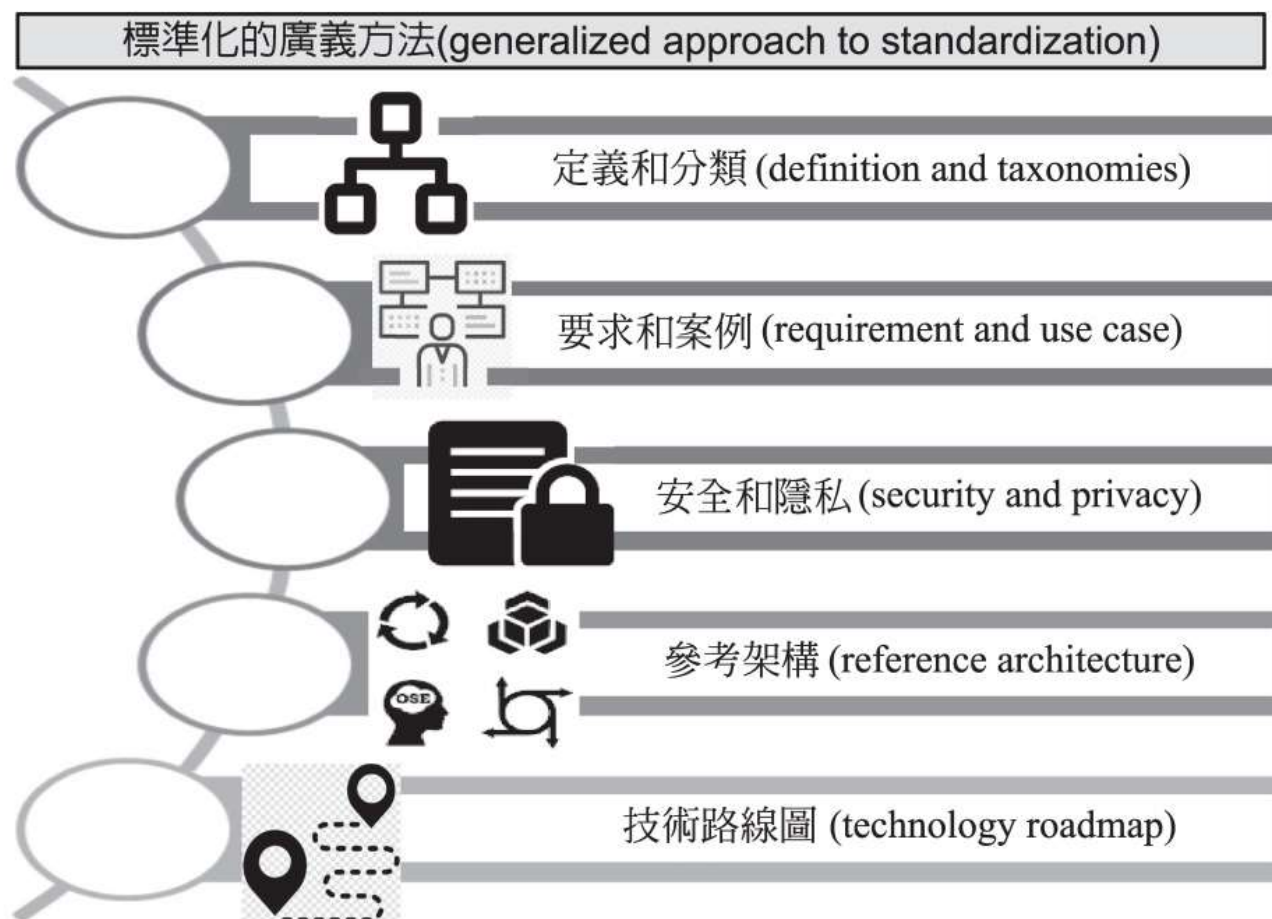 標準化的廣義方法(generalized approach to standardization)
定義和分類 (definition and taxonomies)
要求和案例 (requirement and use case)
安全和隱私 (security and privacy)
OSE
參考架構 (reference architecture)
技術路線圖 (technology roadmap)